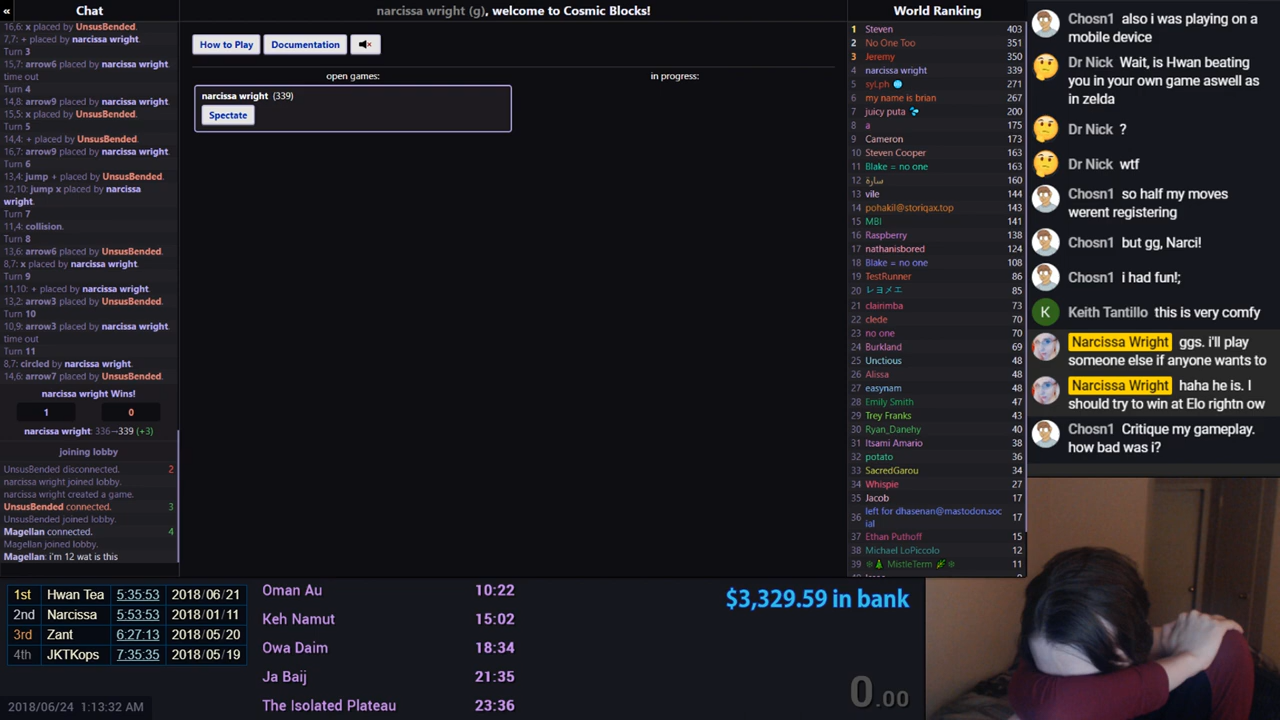 «
Chat
16,6: x placed by UnsusBended.
7,7: + placed by narcissa wright.
Turn 3
15,7: arrow6 placed by narcissa wright.
time out
Turn 4
14,8: arrow9 placed by narcissa wright.
15,5: x placed by UnsusBended.
Turn 5
14,4: + placed by UnsusBended.
16,7: arrow9 placed by narcissa wright.
Turn 6
13,4: jump + placed by UnsusBended.
12,10: jump x placed by narcissa
wright.
Turn 7
11,4: collision.
Turn 8
13,6: arrow6 placed by UnsusBended.
8,7: x placed by narcissa wright.
Turn 9
11,10: + placed by narcissa wright.
13,2: arrow3 placed by UnsusBended.
Turn 10
10,9: arrow3 placed by narcissa wright.
time out
Turn 11
8,7: circled by narcissa wright.
14,6: arrow7 placed by UnsusBended.
narcissa wright Wins!
1 0
narcissa wright: 336→339 (+3)
joining lobby
UnsusBended disconnected. 2
narcissa wright joined lobby.
narcissa wright created a game.
UnsusBended connected. 3
UnsusBended joined lobby.
Magellan connected. 4
Magellan joined lobby.
Magellan: i'm 12 wat is this
narcissa wright (g), welcome to Cosmic Blocks!
How to Play Documentation
open games:
in progress:
narcissa wright (339)
Spectate
World Ranking
1 Steven 403
2 No One Too 351
3 Jeremy 350
4 narcissa wright 339
5 syLph 271
6 my name is brian 267
7 juicy puta 200
8 a 175
9 Cameron 173
10 Steven Cooper 163
11 Blake = no one 163
12 سارة 160
13 vile 144
14 pohakil@storiqax.top 143
15 MBI 141
16 Raspberry 138
17 nathanisbored 124
18 Blake = no one 108
19 TestRunner 86
20 レヨメエ 85
21 clairimba 73
22 clede 70
23 no one 70
24 Burkland 69
25 Unctious 48
26 Alissa 48
27 easynam 48
28 Emily Smith 47
29 Trey Franks 43
30 Ryan_Danehy 40
31 Itsami Amario 38
32 potato 36
33 SacredGarou 34
34 Whispie 27
35 Jacob 17
36 left for dhasenan@mastodon.soc
ial 17
37 Ethan Puthoff 15
38 Michael LoPiccolo 12
39 MistleTerm 11
Chosn1 also i was playing on a
mobile device
Dr Nick Wait, is Hwan beating
you in your own game aswell as
in zelda
Dr Nick ?
Dr Nick wtf
Chosn1 so half my moves
werent registering
Chosn1 but gg, Narci!
Chosn1 i had fun!;
K
Keith Tantillo this is very comfy
Narcissa Wright ggs. i'll play
someone else if anyone wants to
Narcissa Wright haha he is. I
should try to win at Elo rightn ow
Chosn1 Critique my gameplay.
how bad was i?
1st Hwan Tea 5:35:53 2018/06/21
2nd Narcissa 5:53:53 2018/01/11
3rd Zant 6:27:13 2018/05/20
4th JKTKops 7:35:35 2018/05/19
2018/06/24 1:13:32 AM
Oman Au 10:22
Keh Namut 15:02
Owa Daim 18:34
Ja Baij 21:35
The Isolated Plateau 23:36
$3,329.59 in bank
0.00